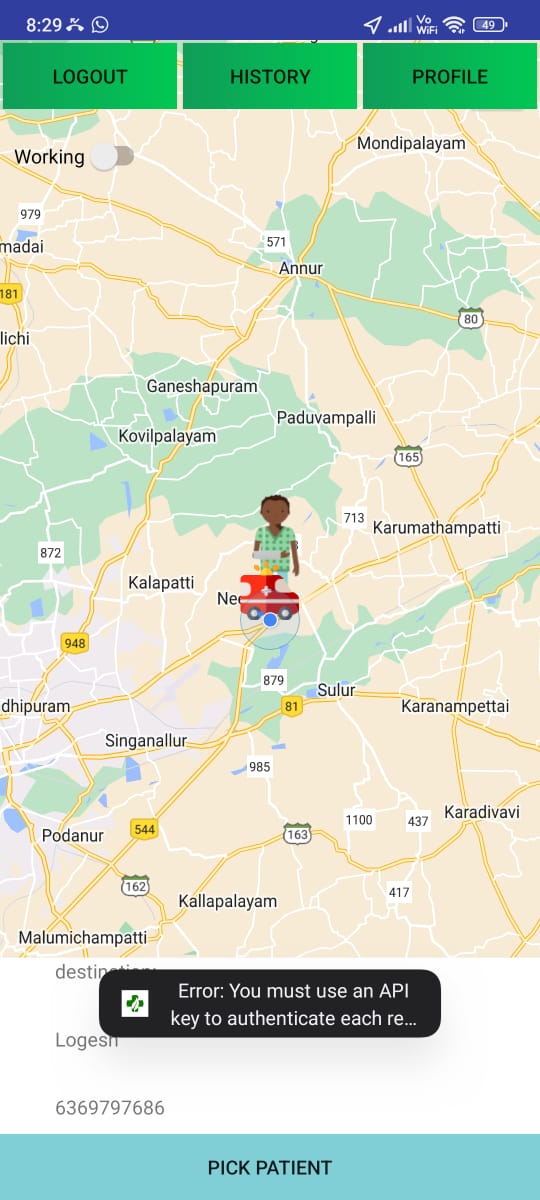 8:29
Vo
WiFi
49
LOGOUT HISTORY PROFILE
Working
Mondipalayam
979
571
madai
Annur
181
80
lichi
Ganeshapuram
Paduvampalli
Kovilpalayam
165
713
Karumathampatti
872
Kalapatti
Nee
948
879
Sulur
dhipuram
81
Karanampettai
Singanallur
985
Karadivavi
1100
437
544
163
Podanur
162
417
Kallapalayam
Malumichampatti
destination:
Error: You must use an API
key to authenticate each re...
Logesh
6369797686
PICK PATIENT